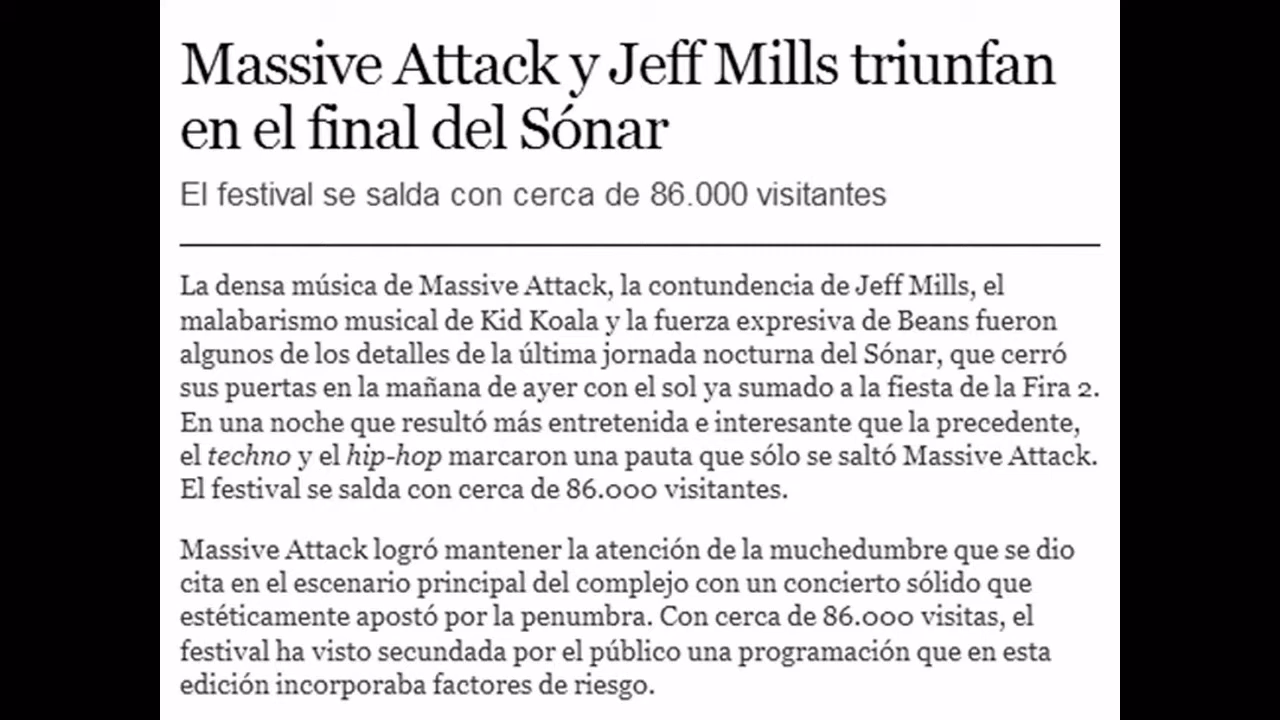 Massive Attack y Jeff Mills triunfan
en el final del Sónar
El festival se salda con cerca de 86.000 visitantes
La densa música de Massive Attack, la contundencia de Jeff Mills, el
malabarismo musical de Kid Koala y la fuerza expresiva de Beans fueron
algunos de los detalles de la última jornada nocturna del Sónar, que cerró
sus puertas en la mañana de ayer con el sol ya sumado a la fiesta de la Fira 2.
En una noche que resultó más entretenida e interesante que la precedente,
el techno y el hip-hop marcaron una pauta que sólo se saltó Massive Attack.
El festival se salda con cerca de 86.000 visitantes.
Massive Attack logró mantener la atención de la muchedumbre que se dio
cita en el escenario principal del complejo con un concierto sólido que
estéticamente apostó por la penumbra. Con cerca de 86.000 visitas, el
festival ha visto secundada por el público una programación que en esta
edición incorporaba factores de riesgo.